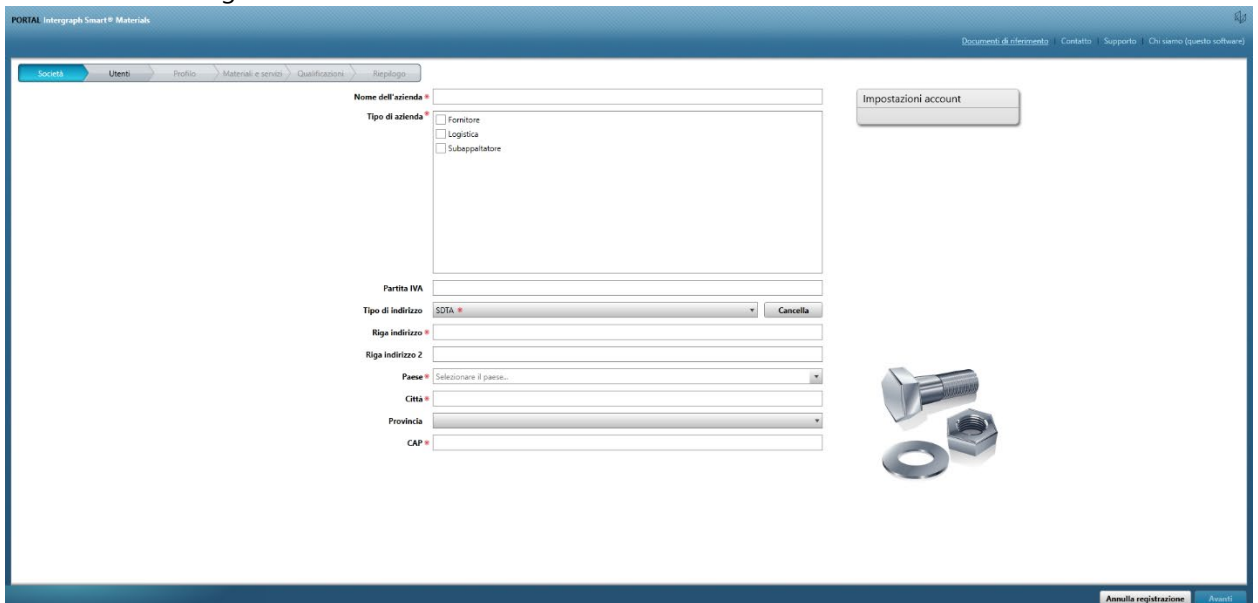 PORTAL Intergraph Smart® Materials
Documenti di riferimento | Contatto | Supporto | Chi siamo (questo software)
Società Utenti Profilo Materiali e servizi Qualificazioni Riepilogo
Nome dell'azienda *
Impostazioni account
Tipo di azienda *
Fornitore
Logistica
Subappaltatore
Partita IVA
Tipo di indirizzo SDTA * Cancella
Riga indirizzo *
Riga indirizzo 2
Paese * Selezionare il paese...
Città *
Provincia
CAP *
Annulla registrazione Avanti